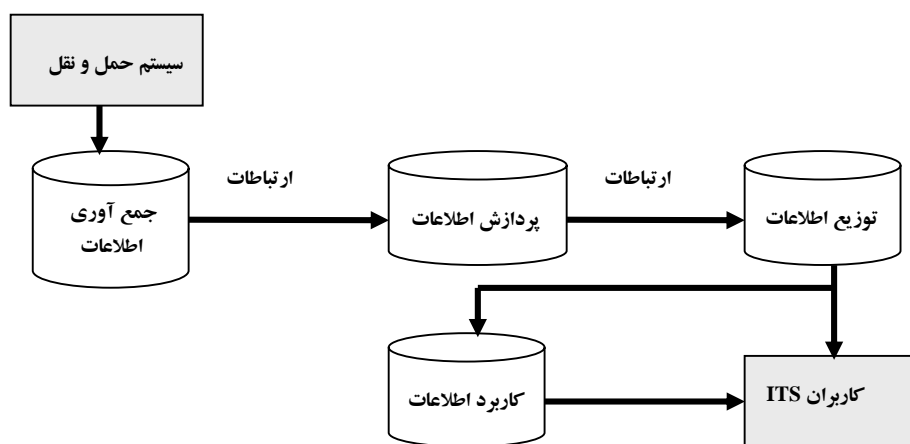 سیستم حمل و نقل
جمع آوری
اطلاعات
ارتباطات
پردازش اطلاعات
ارتباطات
توزیع اطلاعات
کاربرد اطلاعات
کاربران ITS